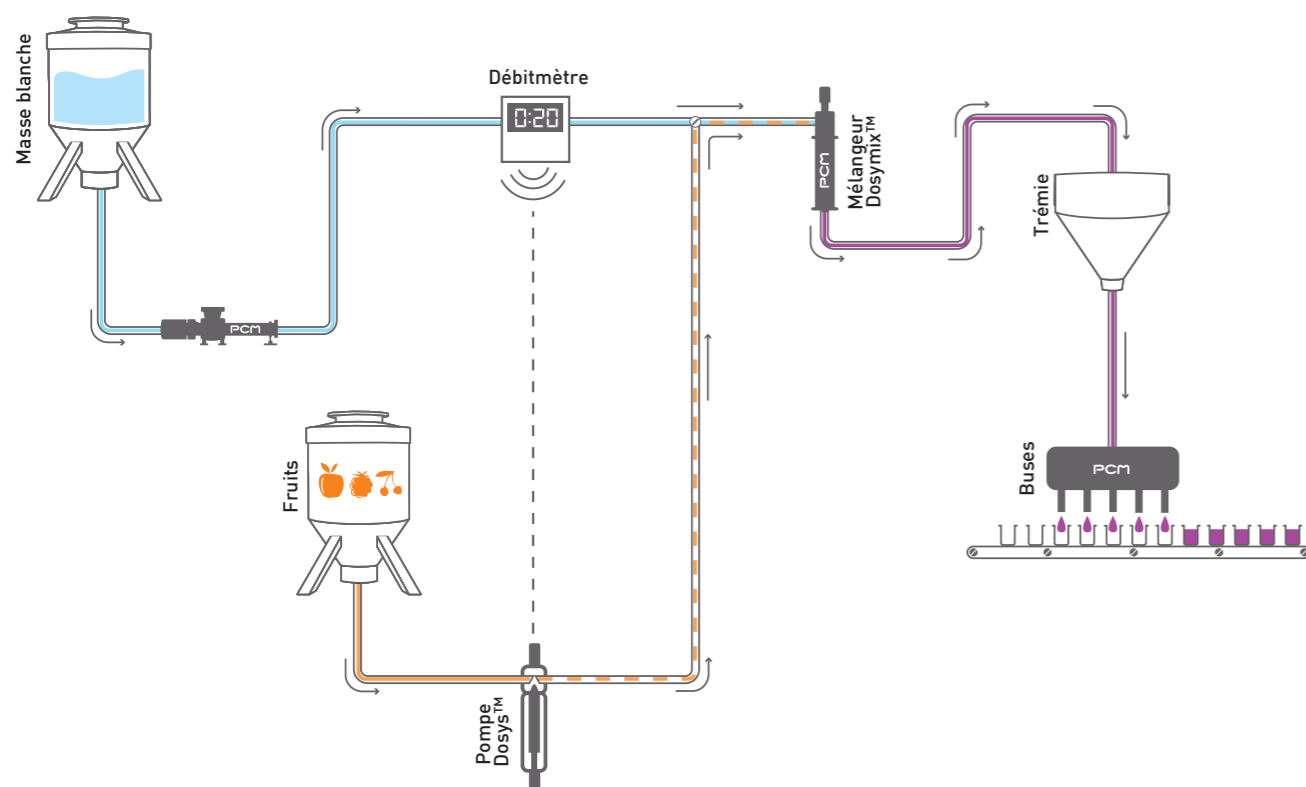 Masse blanche
Débitmètre
0:20
PCM
PCM
Mélangeur
Dosymix™
Trémie
Fruits
Buses
PCM
Pompe
Dosys™